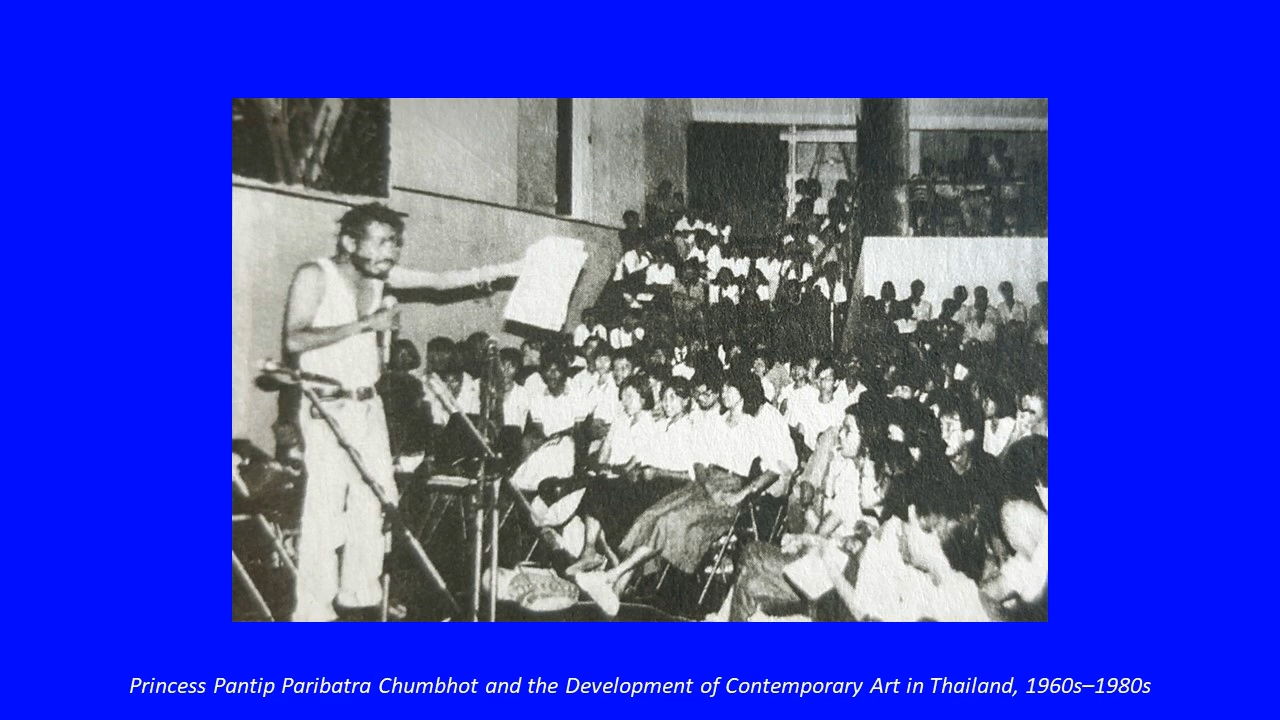 Princess Pantip Paribatra Chumbhot and the Development of Contemporary Art in Thailand, 1960s–1980s